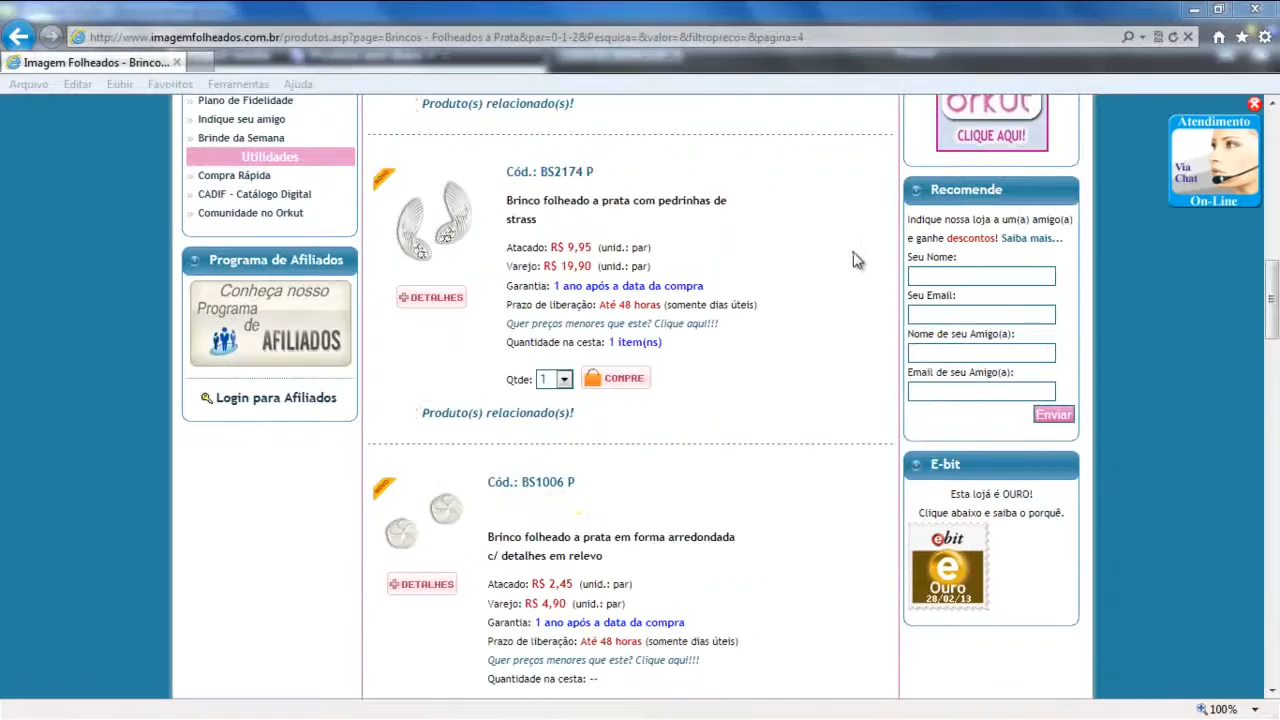 http://www.imagemfolheados.com.br/produtos.asp?page=Brincos - Folheados a Prata&par=0-1-2&Pesquisa=&valor=&filtropreco= &pagina=4
Imagem Folheados - Brinco...
Arquivo Editar Exibir Favoritos Ferramentas Ajuda
» Plano de Fidelidade
» Indique seu amigo
» Brinde da Semana
Utilidades
» Compra Rápida
» CADIF - Catálogo Digital
» Comunidade no Orkut
Programa de Afiliados
Conheça nosso
Programa
de
AFILIADOS
Login para Afiliados
Produto(s) relacionado(s)!
NOVO
Cód.: BS2174 P
Brinco folheado a prata com pedrinhas de
strass
Atacado: R$ 9,95 (unid.: par)
Varejo: R$ 19,90 (unid.: par)
Garantia: 1 ano após a data da compra
Prazo de liberação: Até 48 horas (somente dias úteis)
Quer preços menores que este? Clique aqui!!!
Quantidade na cesta: 1 item(ns)
DETALHES
Qtde: 1 COMPRE
Produto(s) relacionado(s)!
NOVO
Cód.: BS1006 P
Brinco folheado a prata em forma arredondada
c/ detalhes em relevo
Atacado: R$ 2,45 (unid.: par)
Varejo: R$ 4,90 (unid.: par)
Garantia: 1 ano após a data da compra
Prazo de liberação: Até 48 horas (somente dias úteis)
Quer preços menores que este? Clique aqui!!!
Quantidade na cesta: --
DETALHES
orkut
CLIQUE AQUI!
Recomende
Indique nossa loja a um(a) amigo(a)
e ganhe descontos! Saiba mais...
Seu Nome:
Seu Email:
Nome de seu Amigo(a):
Email de seu Amigo(a):
Enviar
E-bit
Esta lojá é OURO!
Clique abaixo e saiba o porquê.
ebit
e
Ouro
28/02/13
Atendimento
Via
Chat
On-Line
100%